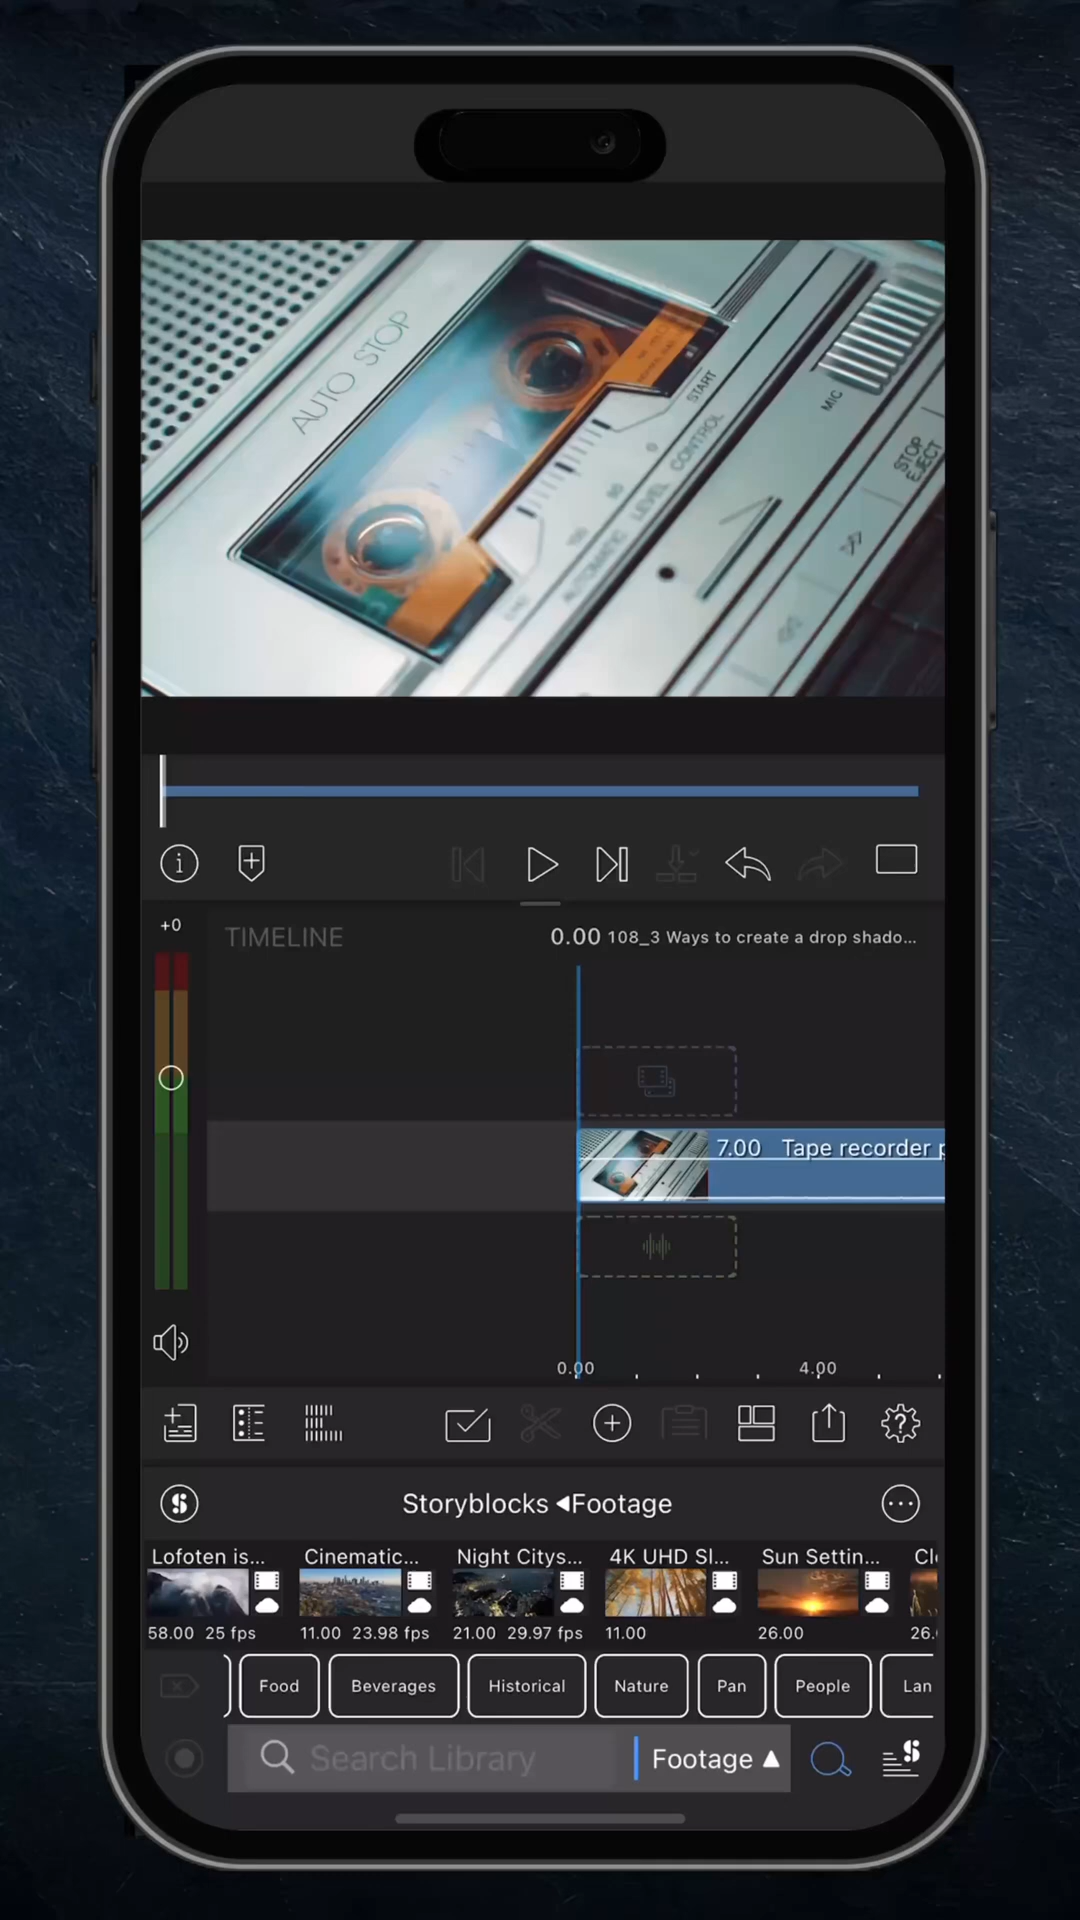 AUTO STOP
START
MIC
CONTROL
LEVEL
AUTOMATIC
STOP
EJECT
+0
TIMELINE
0.00 108_3 Ways to create a drop shado...
7.00 Tape recorder p
0.00 4.00
Storyblocks ◀Footage
Lofoten is... Cinematic... Night Citys... 4K UHD Sl... Sun Settin... Cl
58.00 25 fps 11.00 23.98 fps 21.00 29.97 fps 11.00 26.00 26.
Food Beverages Historical Nature Pan People Lan
Search Library Footage ▲